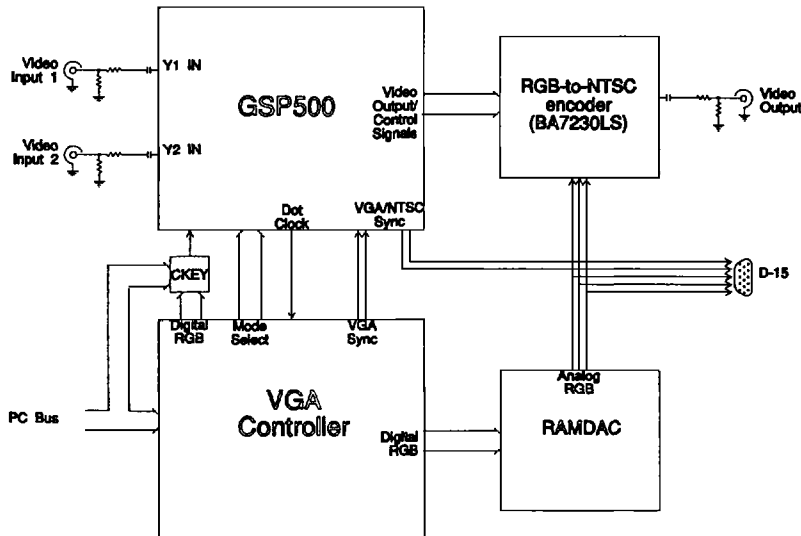 Video
Input 1
Y1 IN
GSP500
Video
Output/
Control
Signals
RGB-to-NTSC
encoder
(BA7230LS)
Video
Output
Video
Input 2
Y2 IN
Dot
Clock
VGA/NTSC
Sync
CKEY
D-15
Digital
RGB
Mode
Select
VGA
Sync
PC Bus
VGA
Controller
Digital
RGB
Analog
RGB
RAMDAC